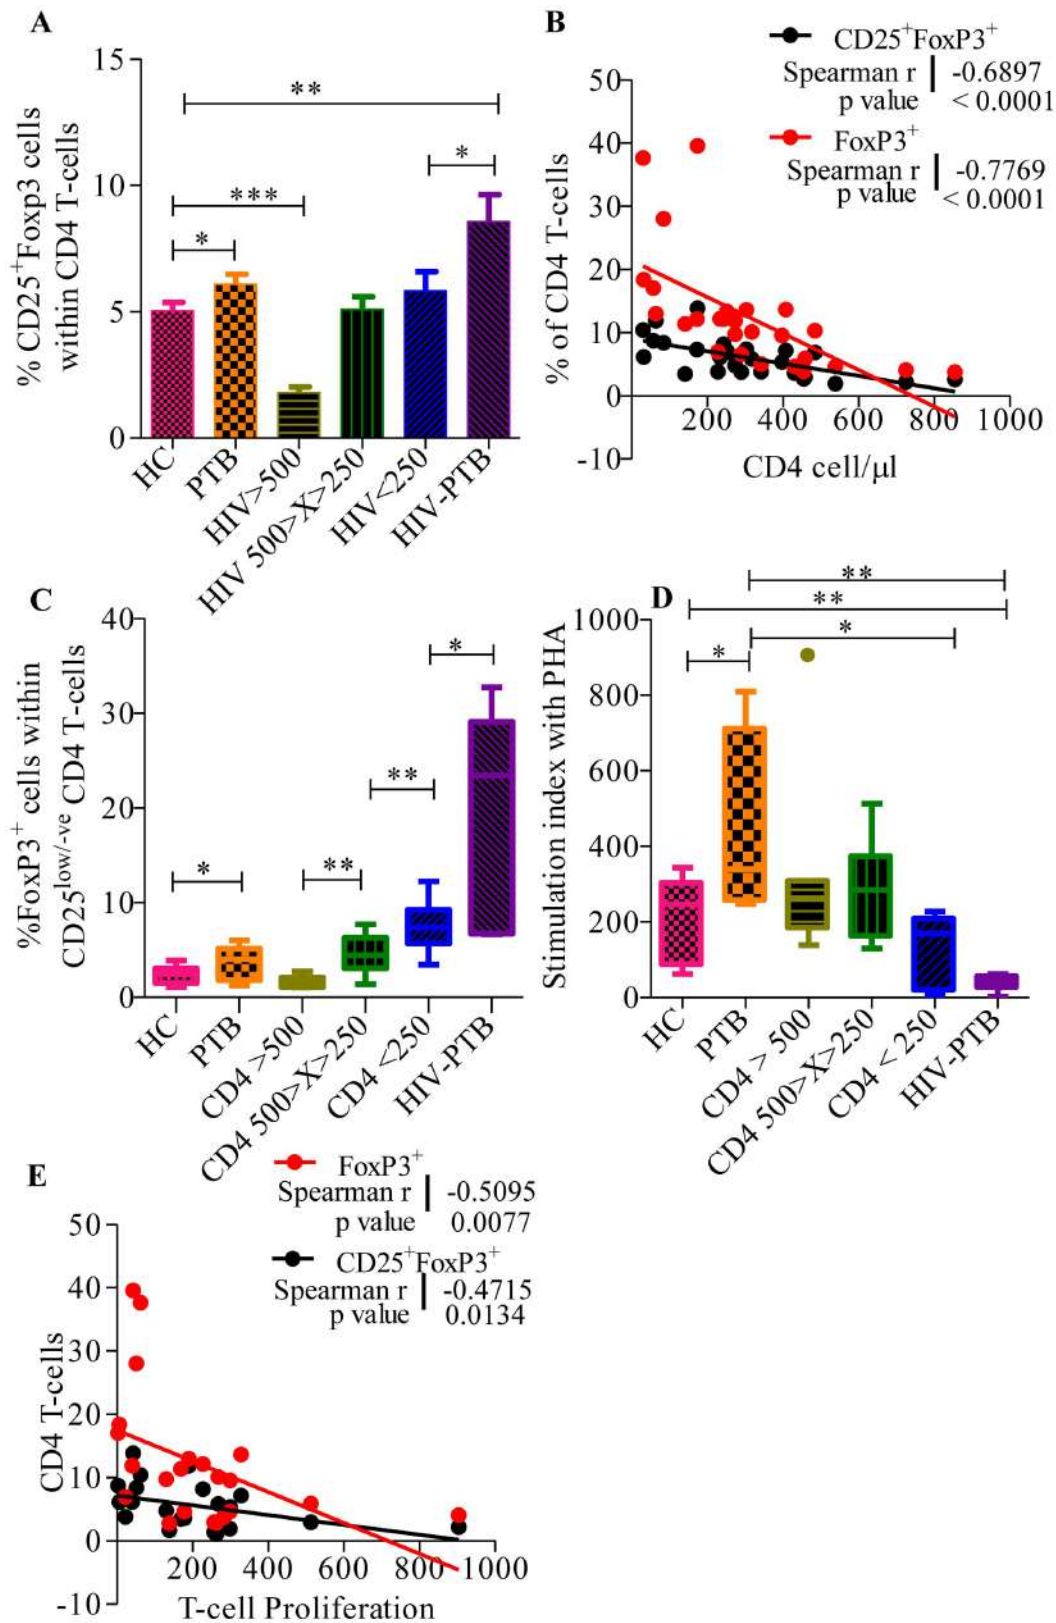 A
% CD25+Foxp3 cells
within CD4 T-cells
15
10
5
0
**
*
***
*
HC
PTB
HIV>500
HIV 500>X>250
HIV<250
HIV-PTB
B
CD25+FoxP3+
Spearman r -0.6897
p value < 0.0001
FoxP3+
Spearman r -0.7769
p value < 0.0001
% of CD4 T-cells
50
40
30
20
10
0
-10
200 400 600 800 1000
CD4 cell/µl
C
%FoxP3+ cells within
CD25low/-ve CD4 T-cells
40
30
20
10
0
*
**
**
*
HC
PTB
CD4 >500
CD4 500>X>250
CD4 <250
HIV-PTB
D
Stimulation index with PHA
1000
800
600
400
200
0
**
**
*
*
HC
PTB
CD4 > 500
CD4 500>X>250
CD4 < 250
HIV-PTB
E
FoxP3+
Spearman r -0.5095
p value 0.0077
CD25+FoxP3+
Spearman r -0.4715
p value 0.0134
CD4 T-cells
50
40
30
20
10
0
-10
200 400 600 800 1000
T-cell Proliferation